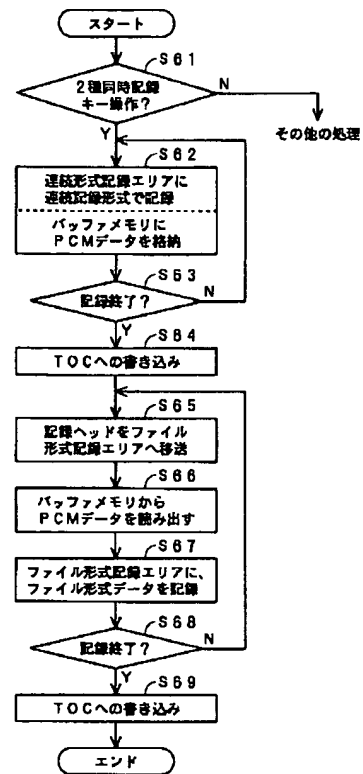 スタート
S61
2種同時記録
キー操作?
N
Y
その他の処理
S62
連続形式記録エリアに
連続記録形式で記録
バッファメモリに
PCMデータを格納
S63
記録終了?
N
Y
S64
TOCへの書き込み
S65
記録ヘッドをファイル
形式記録エリアへ移送
S66
バッファメモリから
PCMデータを読み出す
S67
ファイル形式記録エリアに、
ファイル形式データを記録
S68
記録終了?
N
Y
S69
TOCへの書き込み
エンド